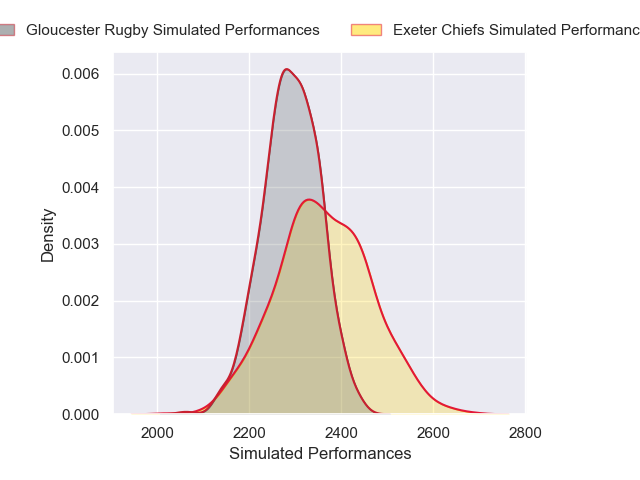 Gloucester Rugby Simulated Performances Exeter Chiefs Simulated Performanc
0.006
0.005
0.004
0.003
0.002
0.001
0.000
Density
2000 2200 2400 2600 2800
Simulated Performances